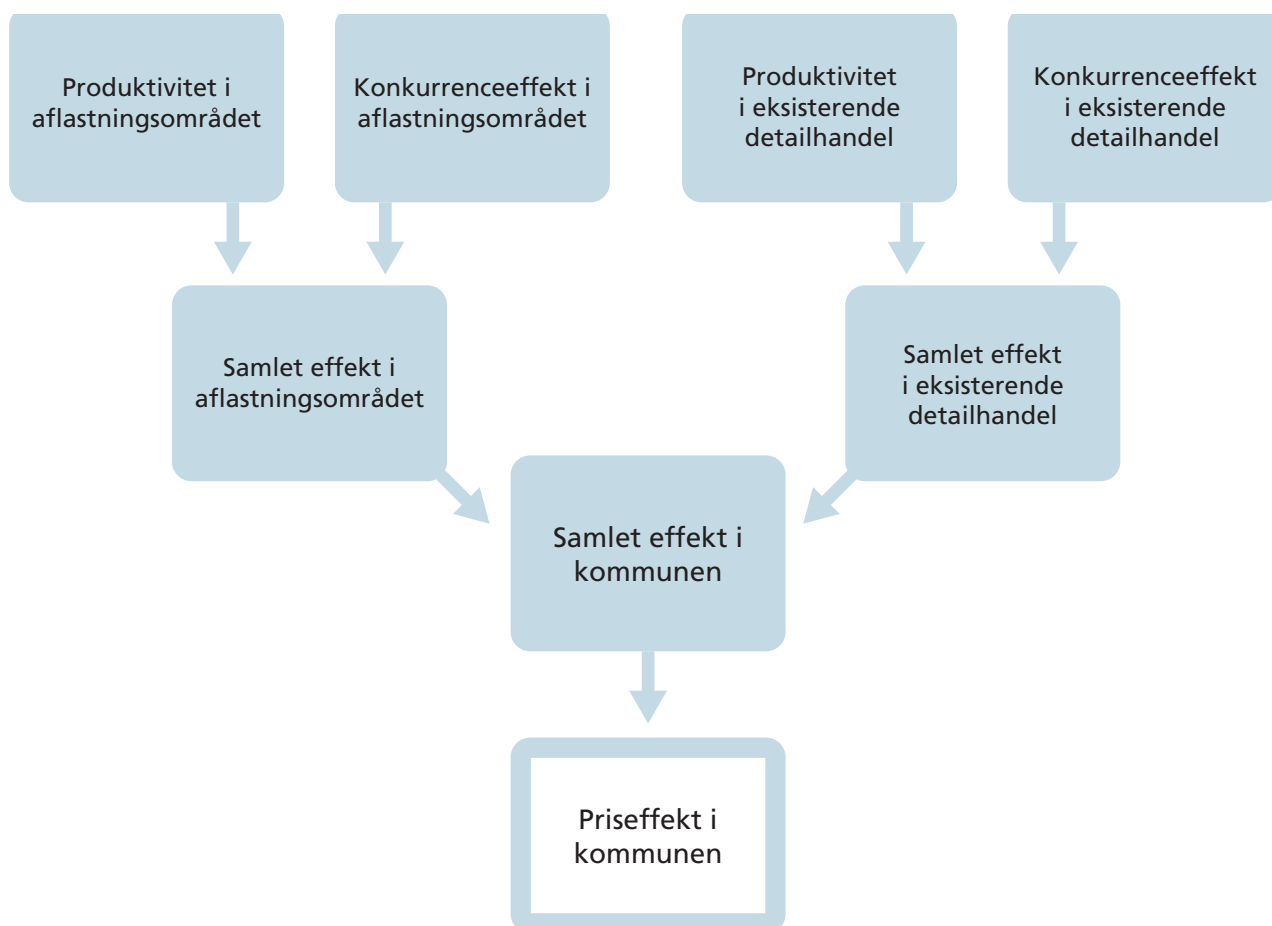 Produktivitet i
aflastningsområdet
Konkurrenceeffekt i
aflastningsområdet
Produktivitet
i eksisterende
detailhandel
Konkurrenceeffekt
i eksisterende
detailhandel
Samlet effekt i
aflastningsområdet
Samlet effekt
i eksisterende
detailhandel
Samlet effekt i
kommunen
Priseffekt i
kommunen